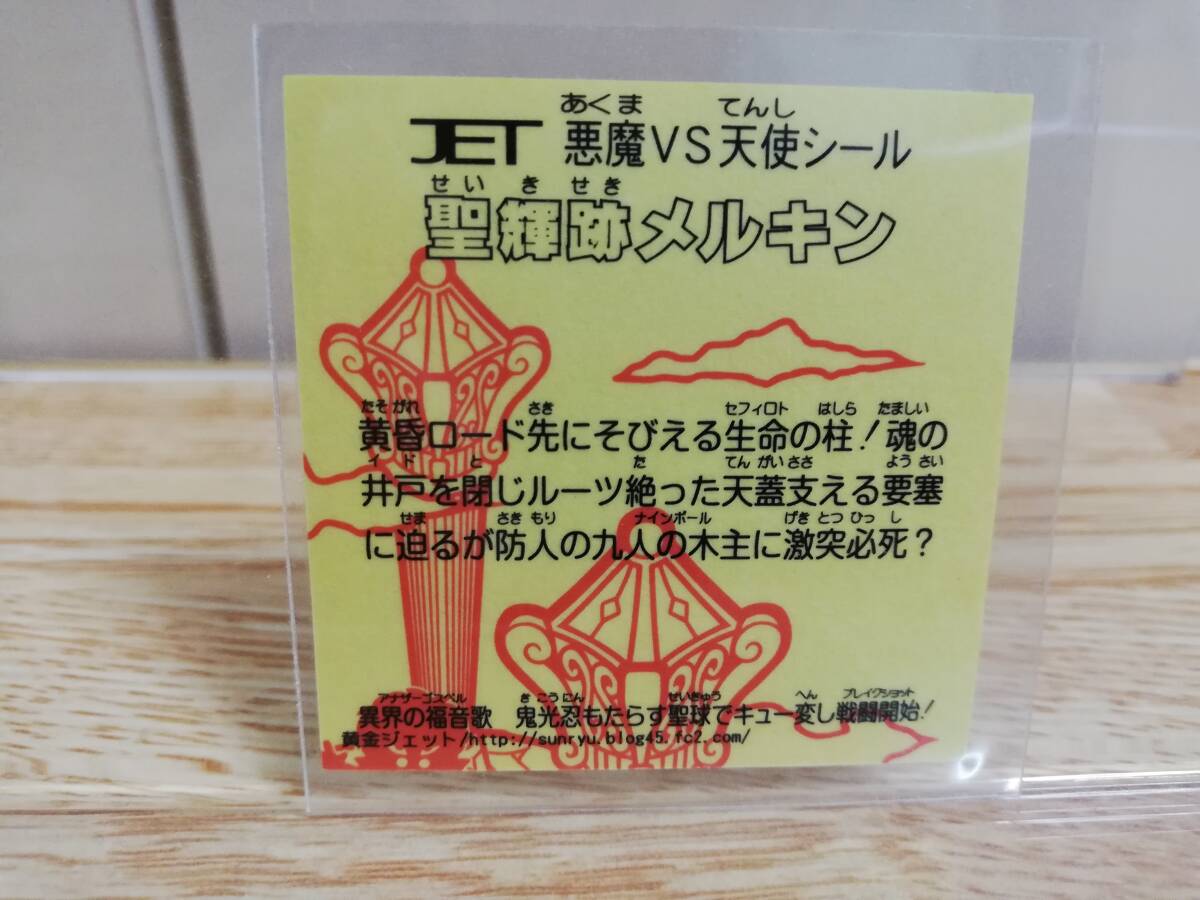 あくま てんし
JET 悪魔VS天使シール
せい き せき
聖輝跡メルキン
たそ がれ さき セフィロト はしら たましい
黄昏ロード先にそびえる生命の柱！魂の
イド と た てん がい ささ よう さい
井戸を閉じルーツ絶った天蓋支える要塞
せま さき もり ナインボール げき とつ ひっ し
に迫るが防人の九人の木主に激突必死？
アナザーゴスペル き こう にん せいきゅう へん ブレイクショット
異界の福音歌 鬼光忍もたらす聖球でキュー変し戦闘開始！
黄金ジェット/http://sunryu.blog45.fc2.com/